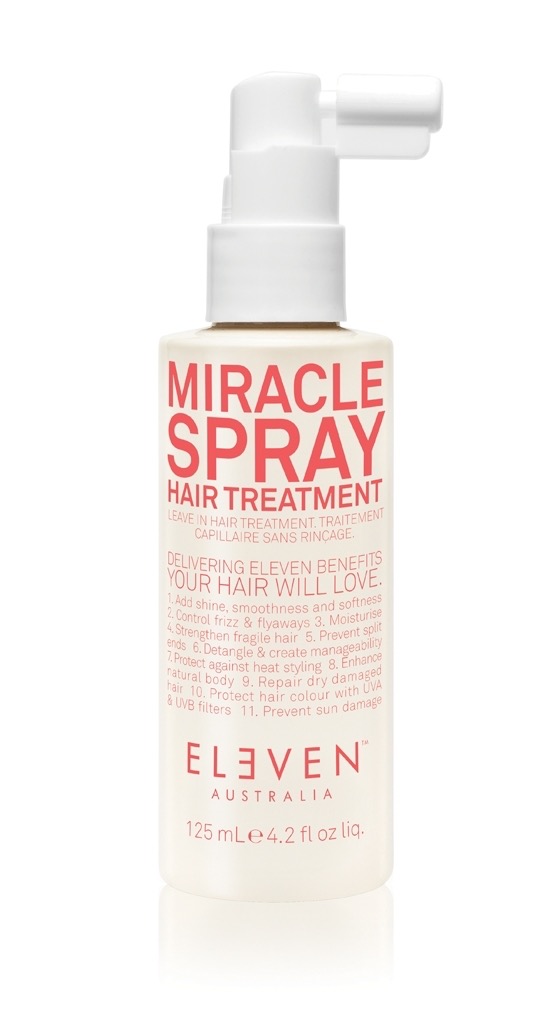 MIRACLE
SPRAY
HAIR TREATMENT
LEAVE IN HAIR TREATMENT. TRAITEMENT
CAPILLAIRE SANS RINÇAGE.
DELIVERING ELEVEN BENEFITS
YOUR HAIR WILL LOVE.
1. Add shine, smoothness and softness
2. Control frizz & flyaways 3. Moisturise
4. Strengthen fragile hair 5. Prevent split
ends 6. Detangle & create manageability
7. Protect against heat styling 8. Enhance
natural body 9. Repair dry damaged
hair 10. Protect hair colour with UVA
& UVB filters 11. Prevent sun damage
ELEVEN™
AUSTRALIA
125 mL ℮ 4.2 fl oz liq.